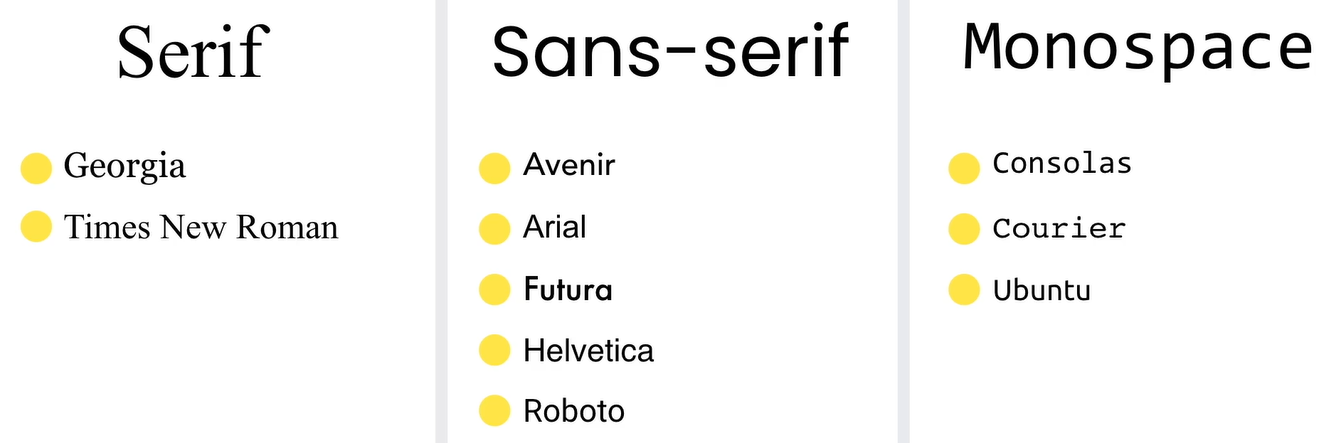 Serif
Georgia
Times New Roman
Sans-serif
Avenir
Arial
Futura
Helvetica
Roboto
Monospace
Consolas
Courier
Ubuntu